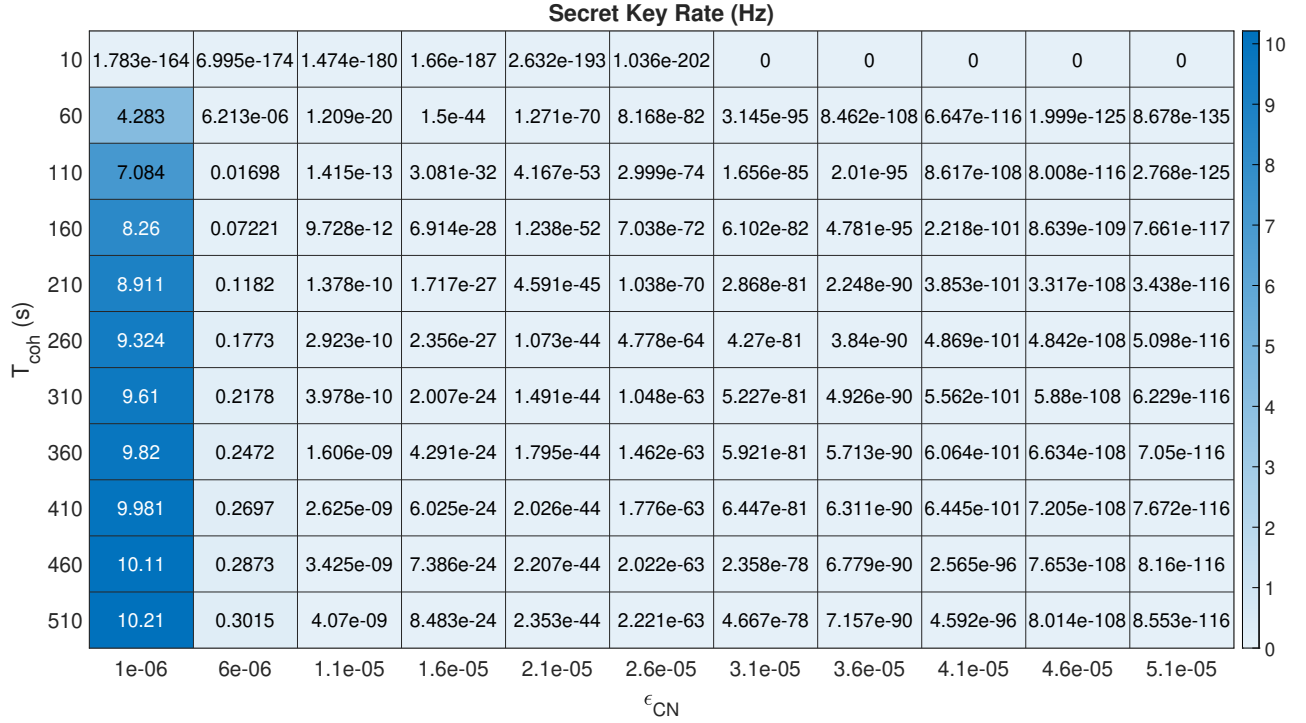 Secret Key Rate (Hz)
10 1.783e-164 6.995e-174 1.474e-180 1.66e-187 2.632e-193 1.036e-202 0 0 0 0 0
60 4.283 6.213e-06 1.209e-20 1.5e-44 1.271e-70 8.168e-82 3.145e-95 8.462e-108 6.647e-116 1.999e-125 8.678e-135
110 7.084 0.01698 1.415e-13 3.081e-32 4.167e-53 2.999e-74 1.656e-85 2.01e-95 8.617e-108 8.008e-116 2.768e-125
160 8.26 0.07221 9.728e-12 6.914e-28 1.238e-52 7.038e-72 6.102e-82 4.781e-95 2.218e-101 8.639e-109 7.661e-117
210 8.911 0.1182 1.378e-10 1.717e-27 4.591e-45 1.038e-70 2.868e-81 2.248e-90 3.853e-101 3.317e-108 3.438e-116
260 9.324 0.1773 2.923e-10 2.356e-27 1.073e-44 4.778e-64 4.27e-81 3.84e-90 4.869e-101 4.842e-108 5.098e-116
310 9.61 0.2178 3.978e-10 2.007e-24 1.491e-44 1.048e-63 5.227e-81 4.926e-90 5.562e-101 5.88e-108 6.229e-116
360 9.82 0.2472 1.606e-09 4.291e-24 1.795e-44 1.462e-63 5.921e-81 5.713e-90 6.064e-101 6.634e-108 7.05e-116
410 9.981 0.2697 2.625e-09 6.025e-24 2.026e-44 1.776e-63 6.447e-81 6.311e-90 6.445e-101 7.205e-108 7.672e-116
460 10.11 0.2873 3.425e-09 7.386e-24 2.207e-44 2.022e-63 2.358e-78 6.779e-90 2.565e-96 7.653e-108 8.16e-116
510 10.21 0.3015 4.07e-09 8.483e-24 2.353e-44 2.221e-63 4.667e-78 7.157e-90 4.592e-96 8.014e-108 8.553e-116
1e-06 6e-06 1.1e-05 1.6e-05 2.1e-05 2.6e-05 3.1e-05 3.6e-05 4.1e-05 4.6e-05 5.1e-05
ϵCN
Tcoh (s)
10
9
8
7
6
5
4
3
2
1
0